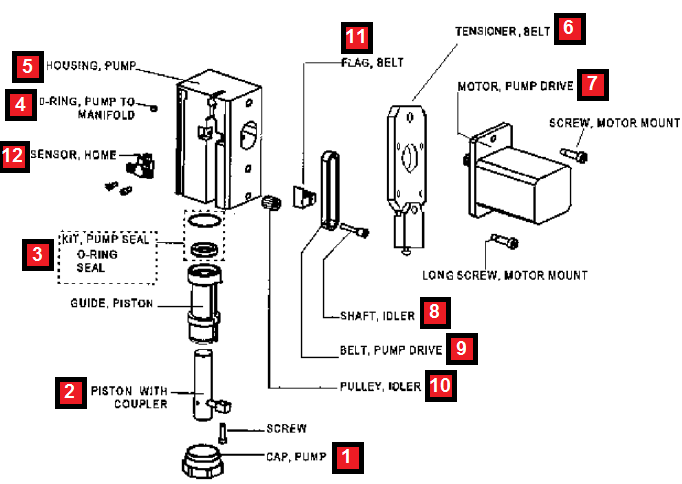 TENSIONER, BELT 6
11
5 HOUSING, PUMP
FLAG, BELT
MOTOR, PUMP DRIVE 7
4 O-RING, PUMP TO
MANIFOLD
SCREW, MOTOR MOUNT
12 SENSOR, HOME
3 KIT, PUMP SEAL
O-RING
SEAL
LONG SCREW, MOTOR MOUNT
GUIDE, PISTON
SHAFT, IDLER 8
BELT, PUMP DRIVE 9
2 PISTON WITH
COUPLER
PULLEY, IDLER 10
SCREW
CAP, PUMP 1